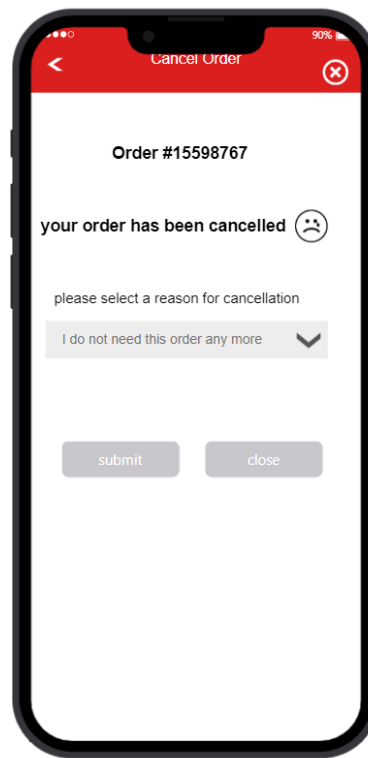 90%
Cancel Order
Order #15598767
your order has been cancelled
please select a reason for cancellation
I do not need this order any more
submit
close